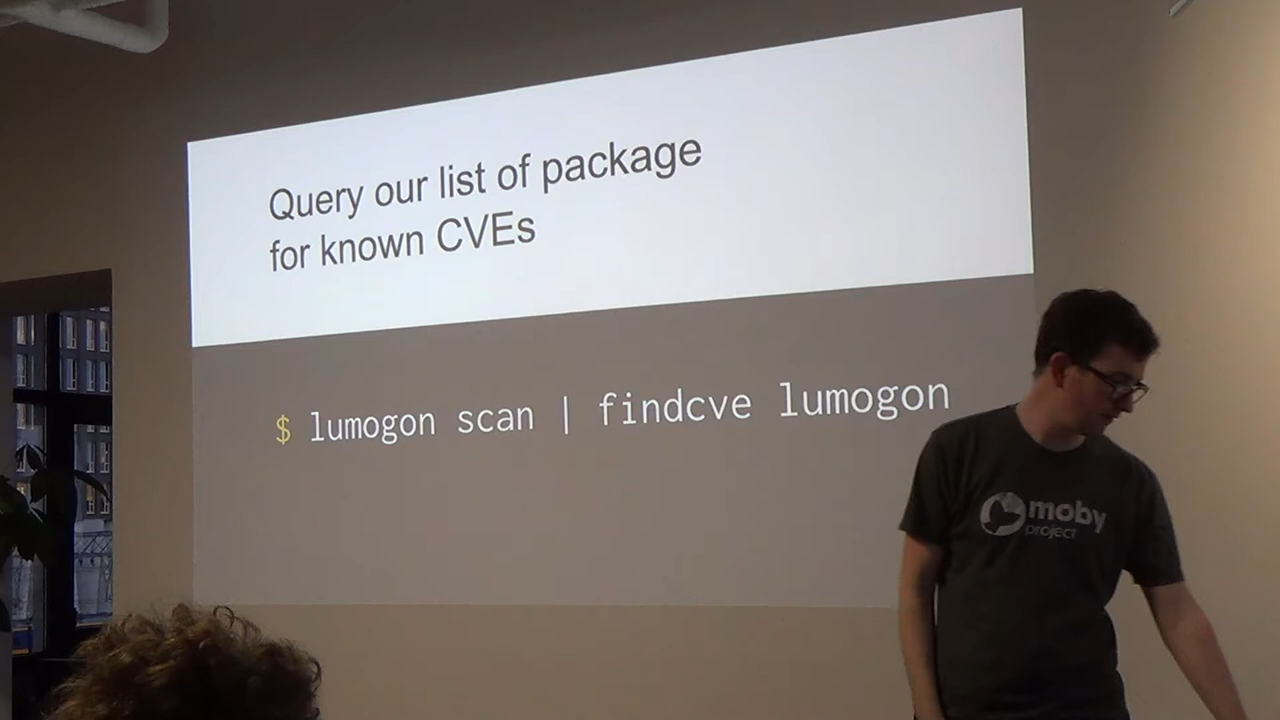 Query our list of package
for known CVEs
$ lumogon scan | findcve lumogon
moby
project